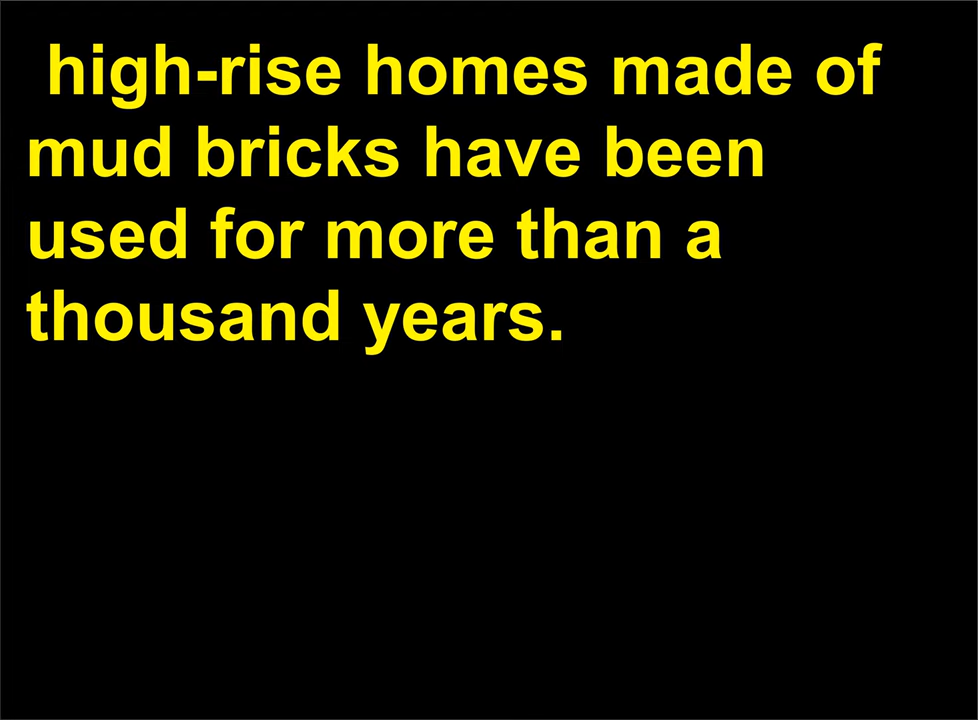 high-rise homes made of
mud bricks have been
used for more than a
thousand years.